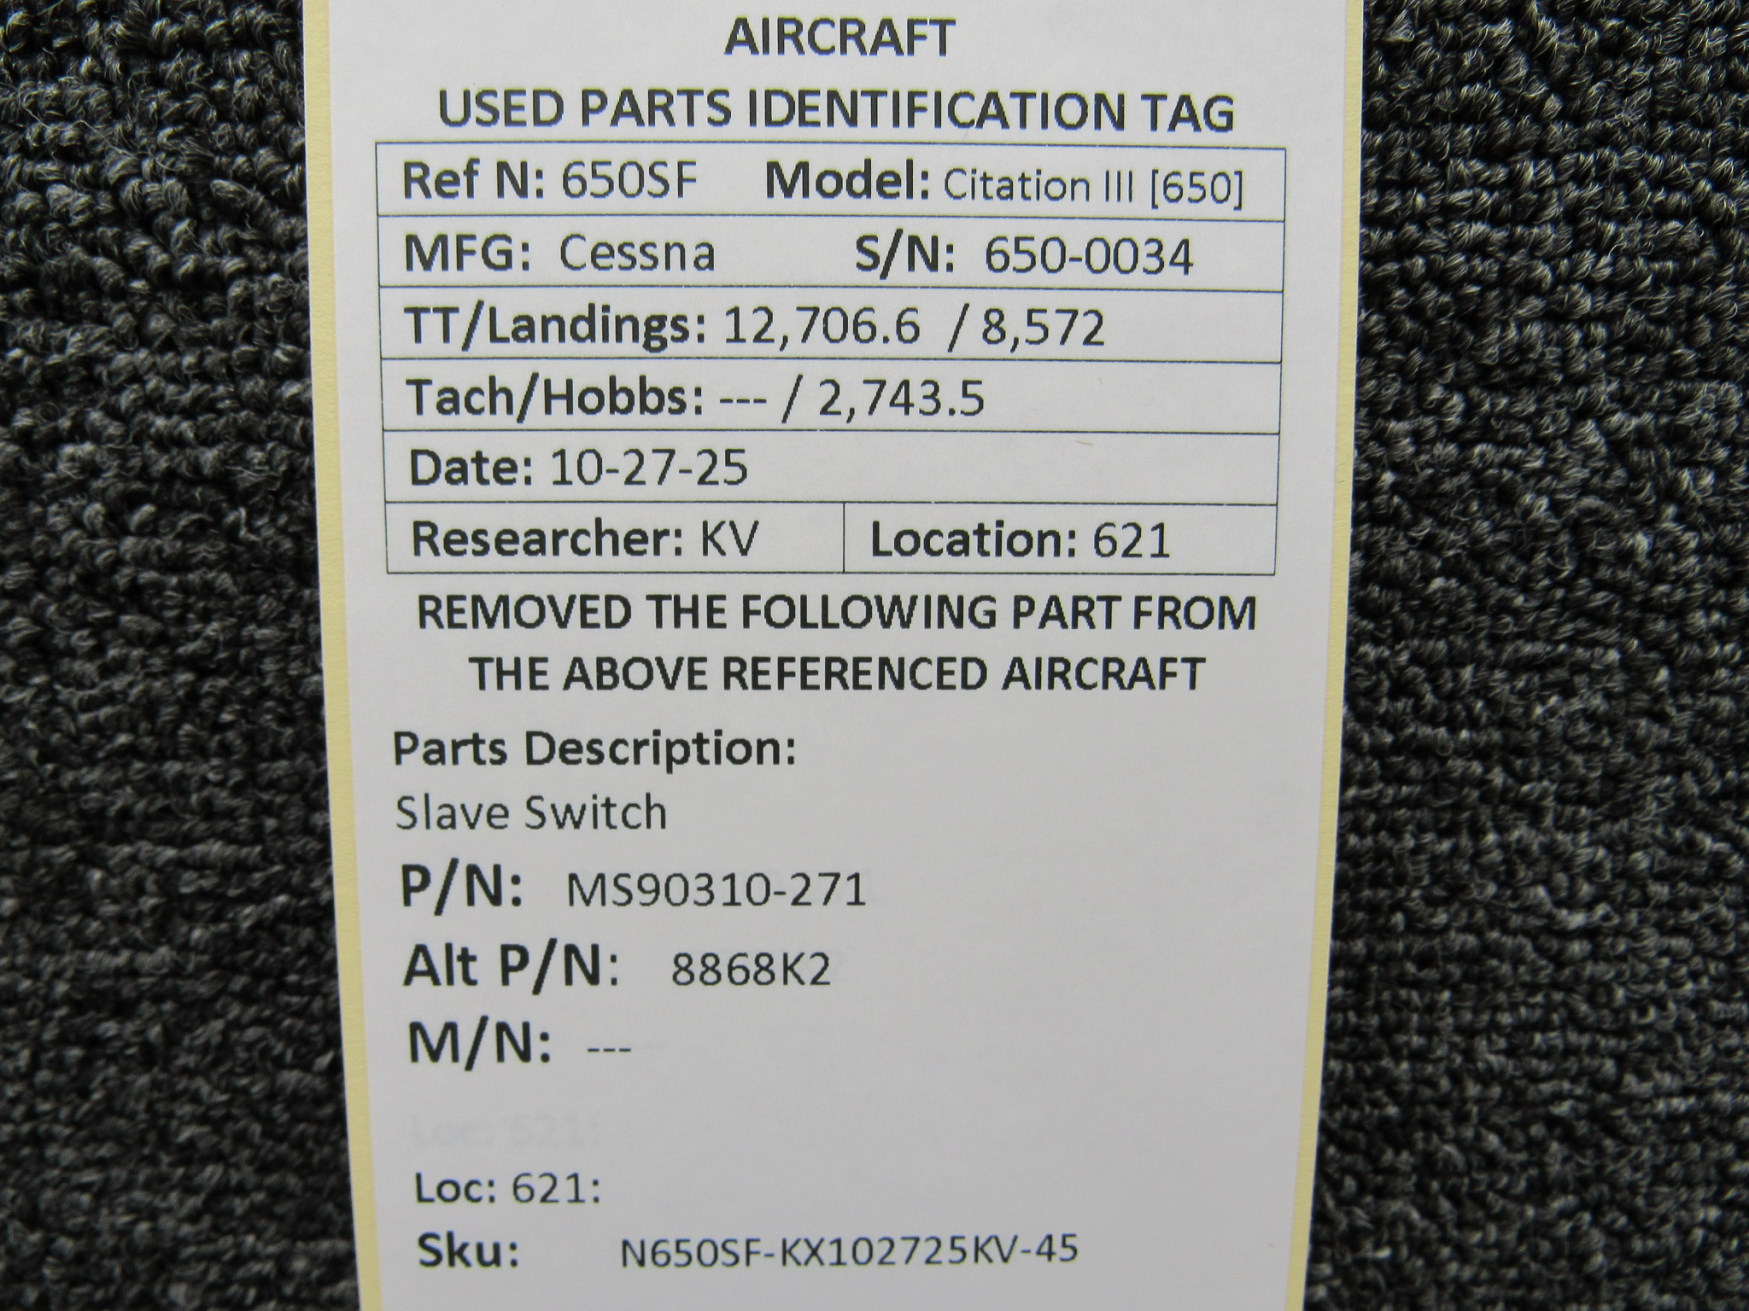 AIRCRAFT
USED PARTS IDENTIFICATION TAG
Ref N: 650SF Model: Citation III [650]
MFG: Cessna S/N: 650-0034
TT/Landings: 12,706.6 / 8,572
Tach/Hobbs: --- / 2,743.5
Date: 10-27-25
Researcher: KV Location: 621
REMOVED THE FOLLOWING PART FROM
THE ABOVE REFERENCED AIRCRAFT
Parts Description:
Slave Switch
P/N: MS90310-271
Alt P/N: 8868K2
M/N: ---
Loc: 621:
Loc: 621:
Sku: N650SF-KX102725KV-45